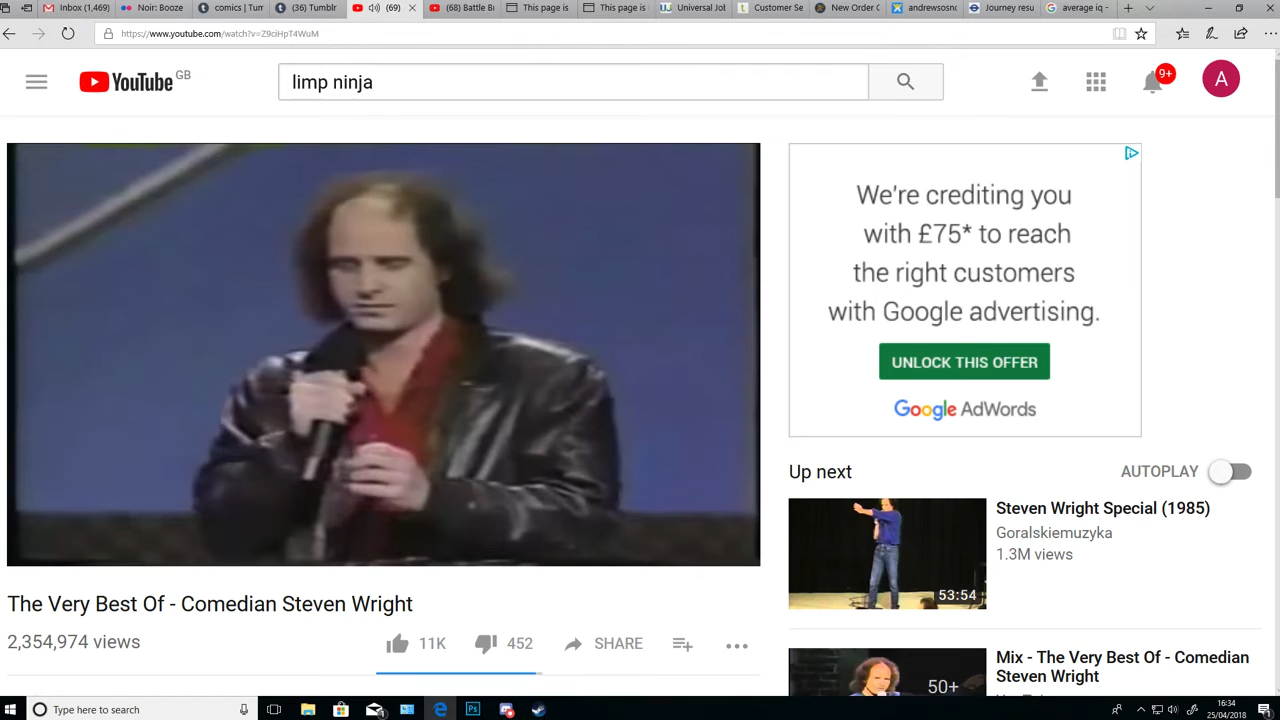 Inbox (1,469)
Noir: Booze
comics | Tum
(36) Tumblr
(69)
(68) Battle B
This page is
This page is
Universal Jo
Customer Se
New Order (
andrewsosno
Journey resu
average iq -
https://www.youtube.com/watch?v=Z9ciHpT4WuM
YouTube GB
limp ninja
9+
A
We're crediting you
with £75* to reach
the right customers
with Google advertising.
UNLOCK THIS OFFER
Google AdWords
Up next
AUTOPLAY
Steven Wright Special (1985)
Goralskiemuzyka
1.3M views
53:54
The Very Best Of - Comedian Steven Wright
2,354,974 views
11K
452
SHARE
Mix - The Very Best Of - Comedian
Steven Wright
50+
Type here to search
16:34
25/04/2018